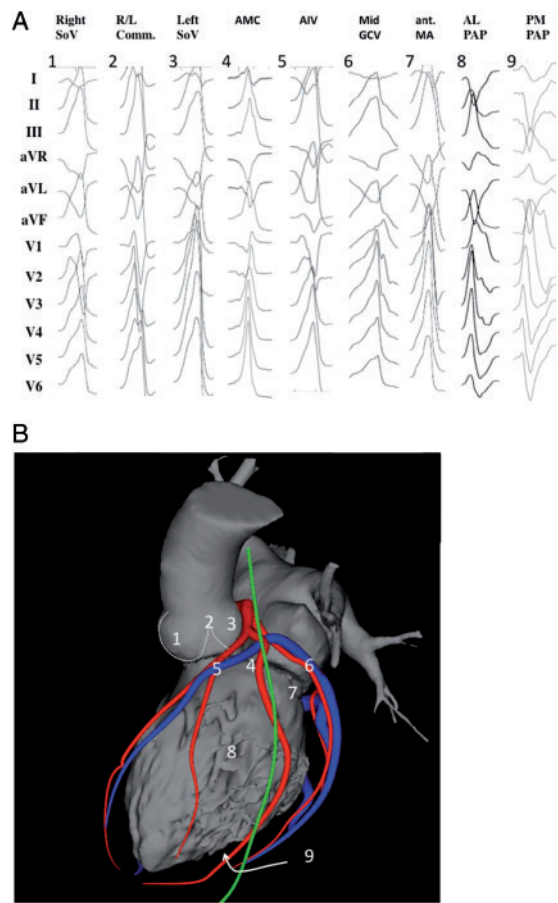 A
Right SoV R/L Comm. Left SoV AMC AIV Mid GCV ant. MA AL PAP PM PAP
1 2 3 4 5 6 7 8 9
I
II
III
aVR
aVL
aVF
V1
V2
V3
V4
V5
V6
B
1 2 3
5 4 6
7
8
9